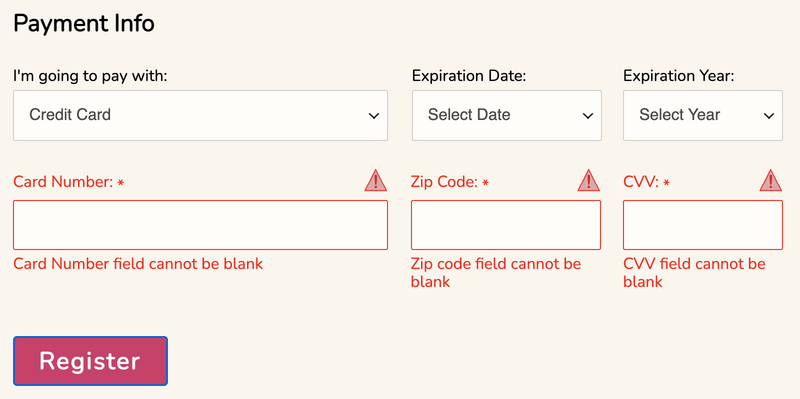 Payment Info
I'm going to pay with: Expiration Date: Expiration Year:
Credit Card Select Date Select Year
Card Number: * Zip Code: * CVV: *
Card Number field cannot be blank Zip code field cannot be CVV field cannot be
blank blank
Register